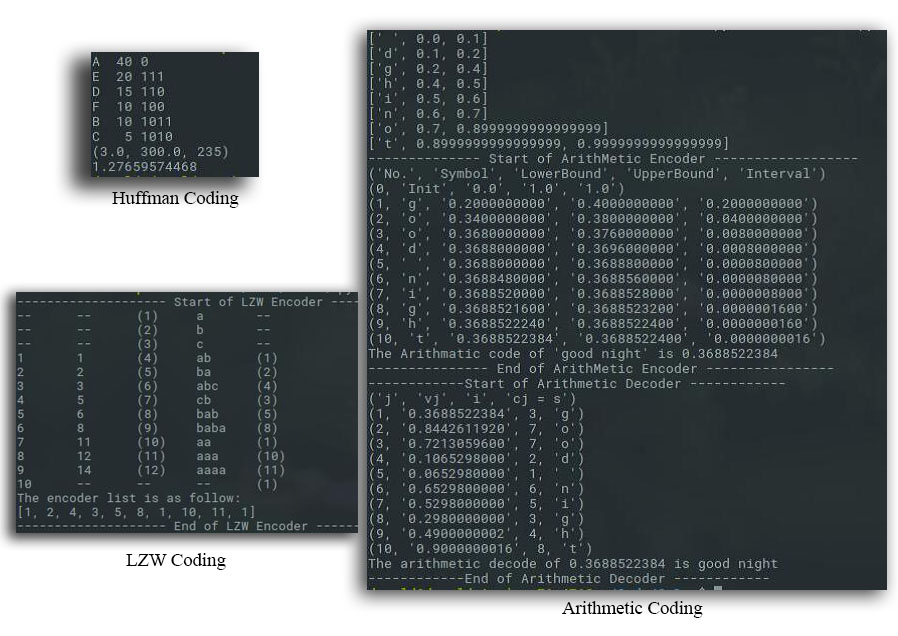 A 40 0
E 20 111
D 15 110
F 10 100
B 10 1011
C 5 1010
(3.0, 300.0, 235)
1.27659574468
Huffman Coding
-------------------- Start of LZW Encoder -----
-- -- (1) a --
-- -- (2) b --
-- -- (3) c --
1 1 (4) ab (1)
2 2 (5) ba (2)
3 3 (6) abc (4)
4 5 (7) cb (3)
5 6 (8) bab (5)
6 8 (9) baba (8)
7 11 (10) aa (1)
8 12 (11) aaa (10)
9 14 (12) aaaa (11)
10 -- -- -- (1)
The encoder list is as follow:
[1, 2, 4, 3, 5, 8, 1, 10, 11, 1]
-------------------- End of LZW Encoder ------
LZW Coding
[' ', 0.0, 0.1]
['d', 0.1, 0.2]
['g', 0.2, 0.4]
['h', 0.4, 0.5]
['i', 0.5, 0.6]
['n', 0.6, 0.7]
['o', 0.7, 0.8999999999999999]
['t', 0.8999999999999999, 0.9999999999999999]
--------------- Start of ArithMetic Encoder ------------------
('No.', 'Symbol', 'LowerBound', 'UpperBound', 'Interval')
(0, 'Init', '0.0', '1.0', '1.0')
(1, 'g', '0.2000000000', '0.4000000000', '0.2000000000')
(2, 'o', '0.3400000000', '0.3800000000', '0.0400000000')
(3, 'o', '0.3680000000', '0.3760000000', '0.0080000000')
(4, 'd', '0.3688000000', '0.3696000000', '0.0008000000')
(5, ' ', '0.3688000000', '0.3688800000', '0.0000800000')
(6, 'n', '0.3688480000', '0.3688560000', '0.0000080000')
(7, 'i', '0.3688520000', '0.3688528000', '0.0000008000')
(8, 'g', '0.3688521600', '0.3688523200', '0.0000001600')
(9, 'h', '0.3688522240', '0.3688522400', '0.0000000160')
(10, 't', '0.3688522384', '0.3688522400', '0.0000000016')
The Arithmatic code of 'good night' is 0.3688522384
---------------- End of ArithMetic Encoder ----------------
------------Start of Arithmetic Decoder ------------
('j', 'vj', 'i', 'cj = s')
(1, '0.3688522384', 3, 'g')
(2, '0.8442611920', 7, 'o')
(3, '0.7213059600', 7, 'o')
(4, '0.1065298000', 2, 'd')
(5, '0.0652980000', 1, ' ')
(6, '0.6529800000', 6, 'n')
(7, '0.5298000000', 5, 'i')
(8, '0.2980000000', 3, 'g')
(9, '0.4900000002', 4, 'h')
(10, '0.9000000016', 8, 't')
The arithmetic decode of 0.3688522384 is good night
------------End of Arithmetic Decoder ------------
Arithmetic Coding